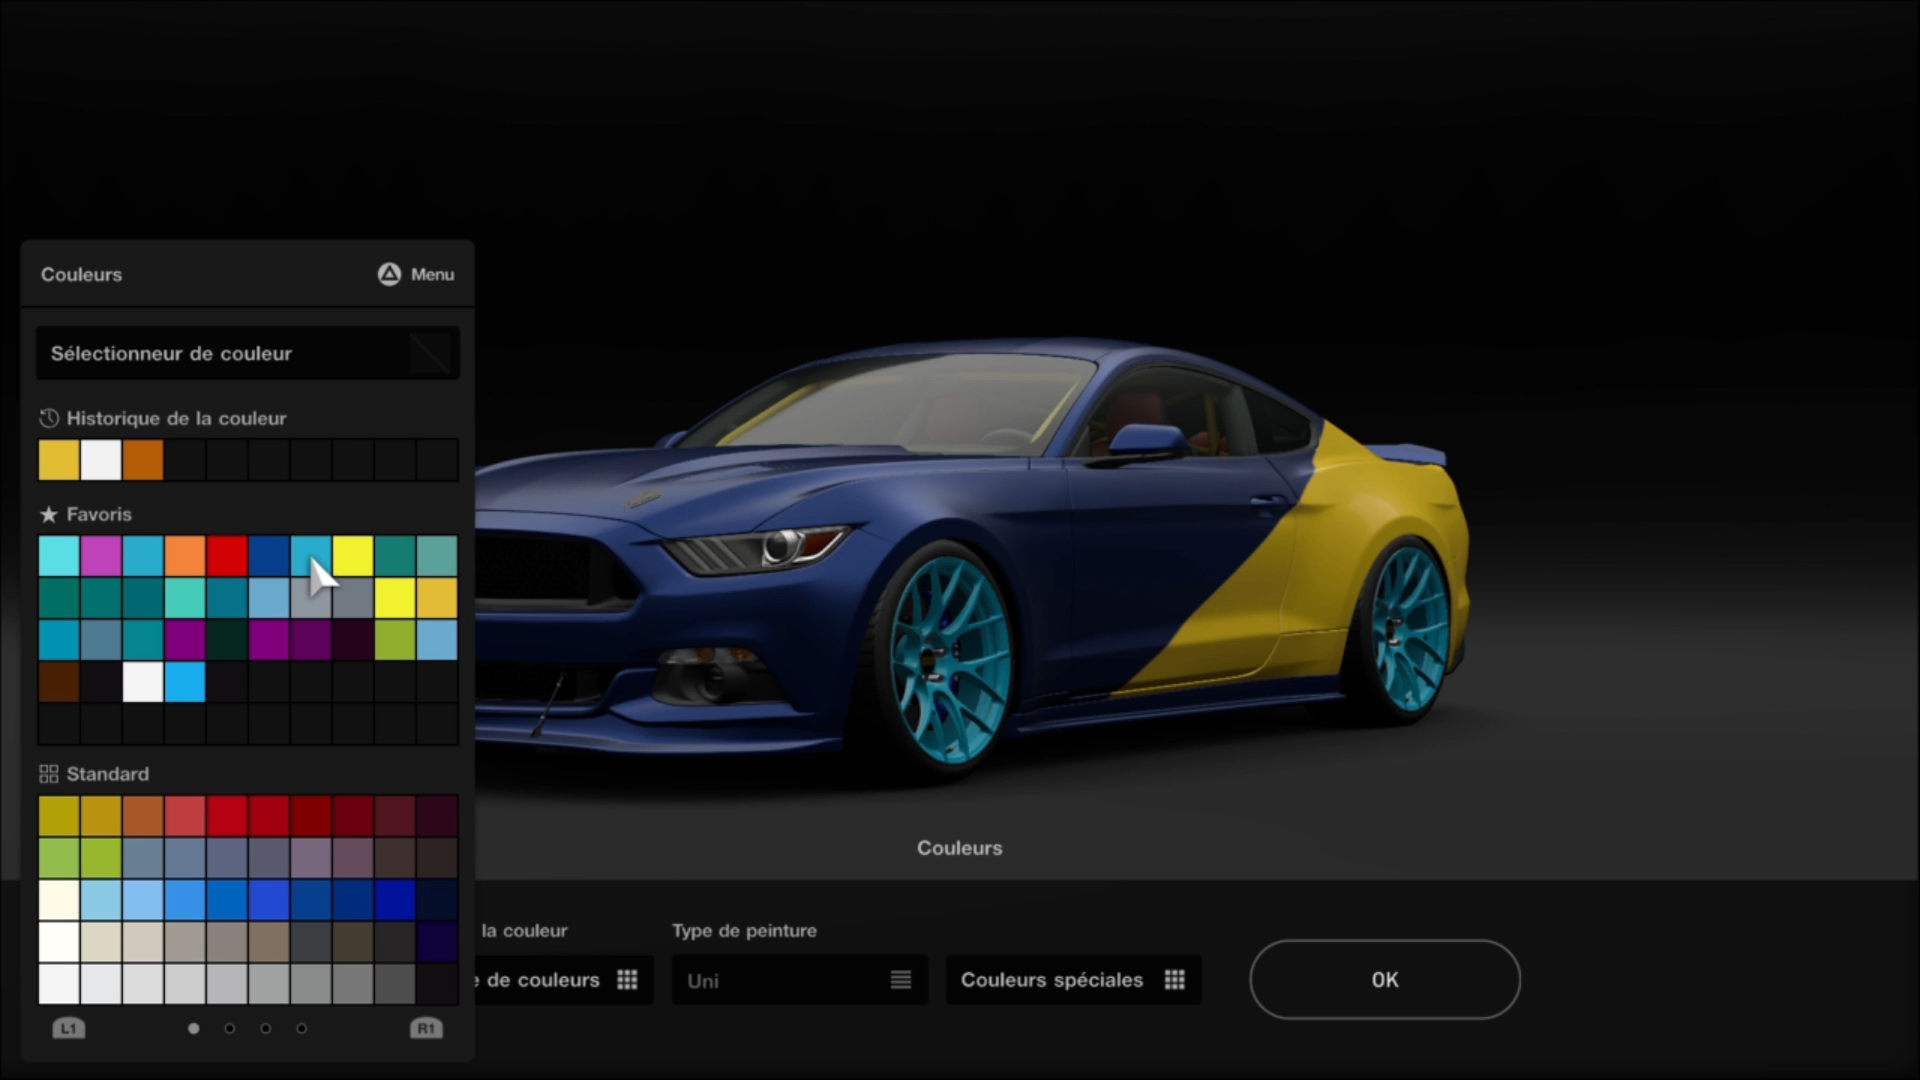 Couleurs
Menu
Sélectionneur de couleur
Historique de la couleur
Favoris
Standard
L1
R1
Couleurs
la couleur
e de couleurs
Type de peinture
Uni
Couleurs spéciales
OK